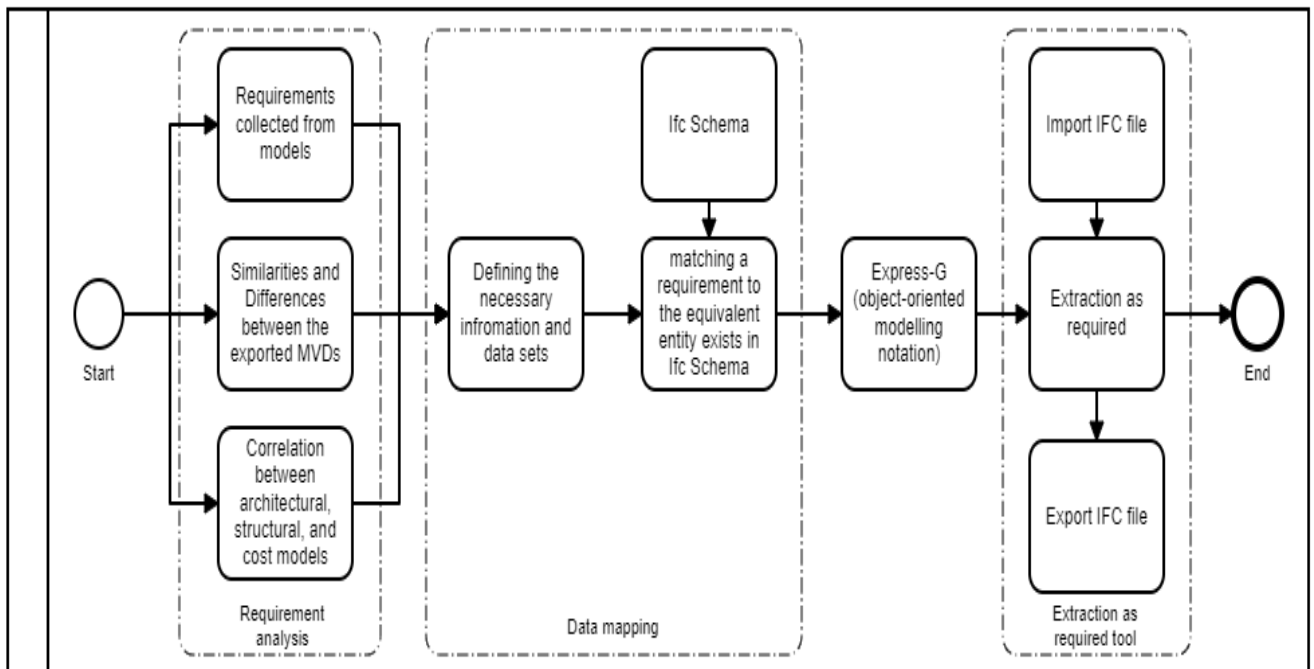 Start
Requirements
collected from
models
Similarities and
Differences
between the
exported MVDs
Correlation
between
architectural,
structural, and
cost models
Requirement
analysis
Defining the
necessary
infromation and
data sets
Ifc Schema
matching a
requirement to
the equivalent
entity exists in
Ifc Schema
Data mapping
Express-G
(object-oriented
modelling
notation)
Import IFC file
Extraction as
required
Export IFC file
Extraction as
required tool
End